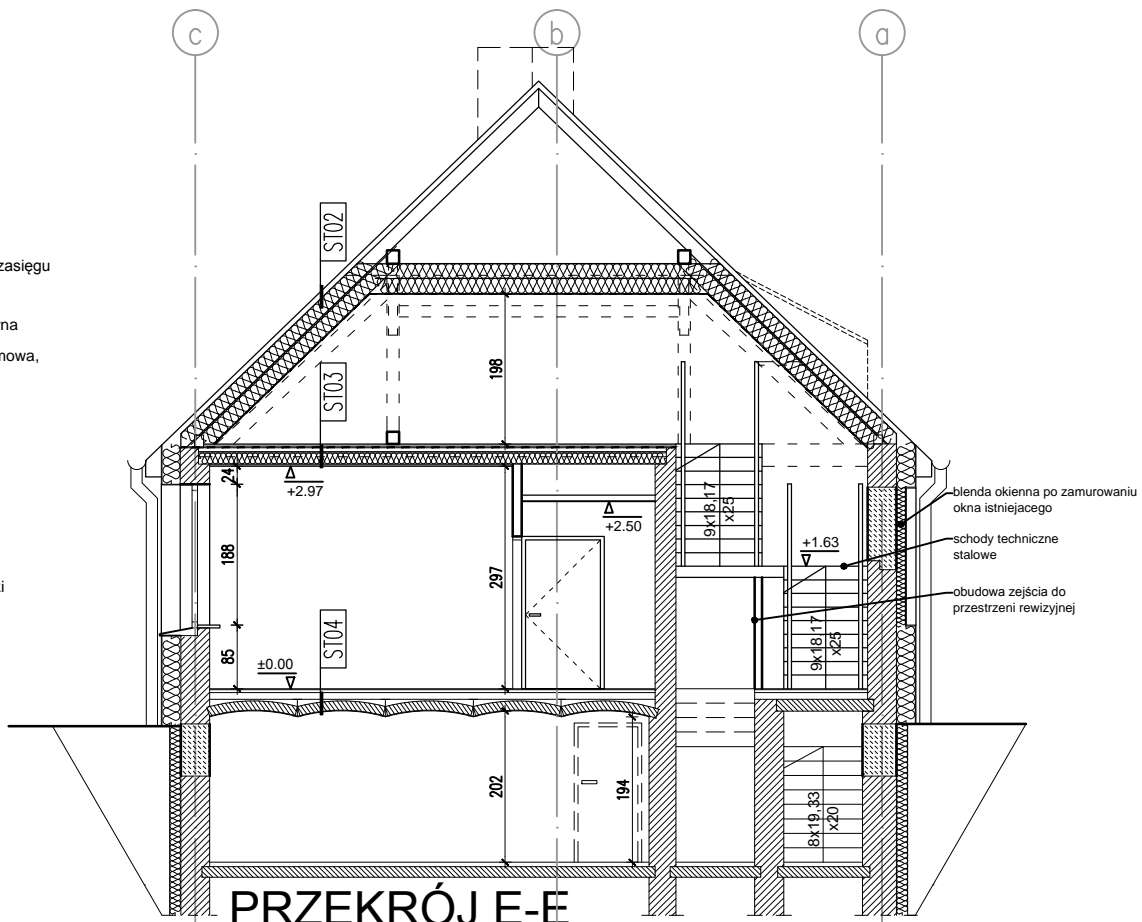 c
b
a
ST02
zasięgu
198
ST03
24
+2.97
+2.50
9x18,17
x25
+1.63
blenda okienna po zamurowaniu
okna istniejacego
schody techniczne
stalowe
188
297
obudowa zejścia do
przestrzeni rewizyjnej
ST04
85
±0.00
9x18,17
x25
202
194
8x19,33
x20
PRZEKRÓJ E-E